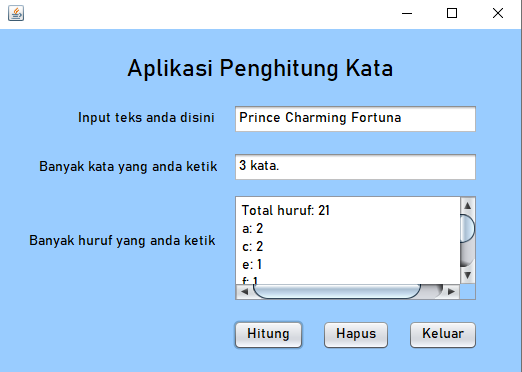 Aplikasi Penghitung Kata
Input teks anda disini
Prince Charming Fortuna
Banyak kata yang anda ketik
3 kata.
Banyak huruf yang anda ketik
Total huruf: 21
a: 2
c: 2
e: 1
f: 1
Hitung
Hapus
Keluar